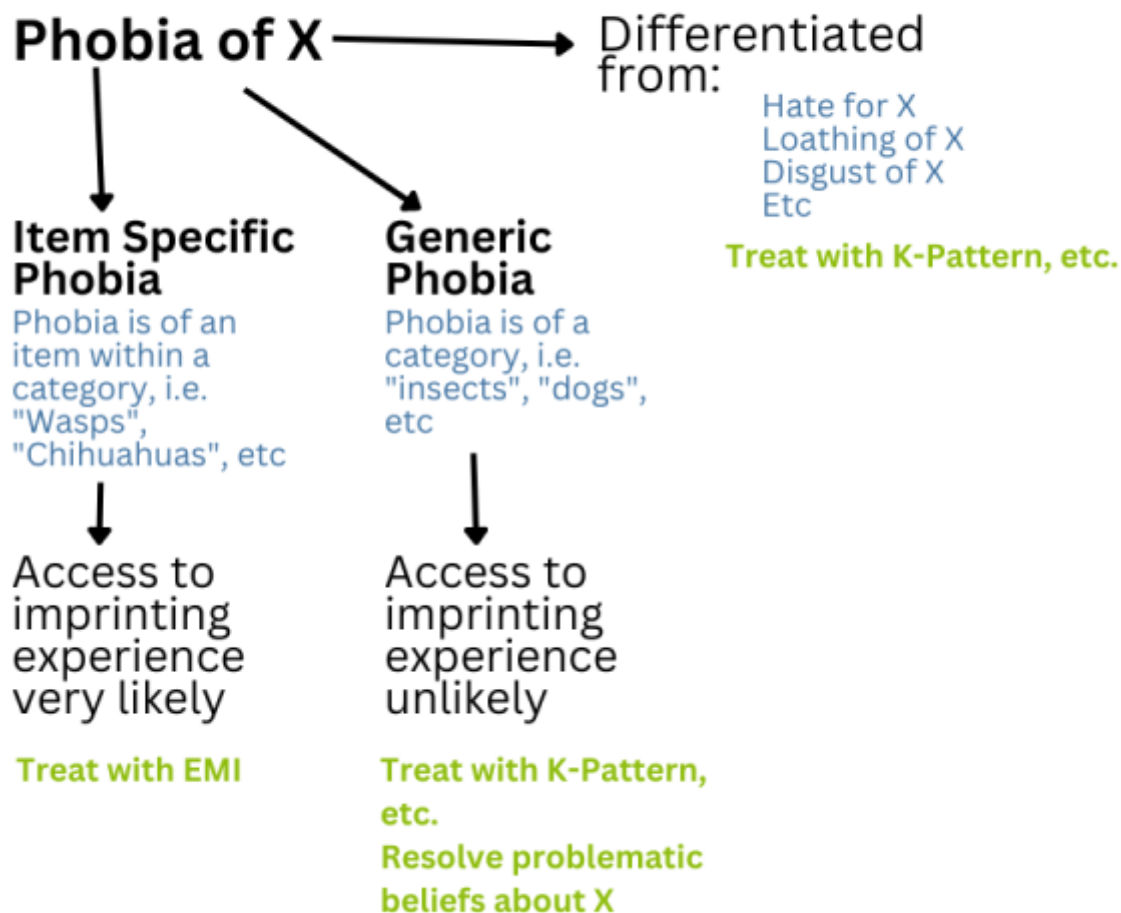 Phobia of X
Differentiated
from:
Hate for X
Loathing of X
Disgust of X
Etc
Treat with K-Pattern, etc.
Item Specific
Phobia
Phobia is of an
item within a
category, i.e.
"Wasps",
"Chihuahuas", etc
Access to
imprinting
experience
very likely
Treat with EMI
Generic
Phobia
Phobia is of a
category, i.e.
"insects", "dogs",
etc
Access to
imprinting
experience
unlikely
Treat with K-Pattern,
etc.
Resolve problematic
beliefs about X